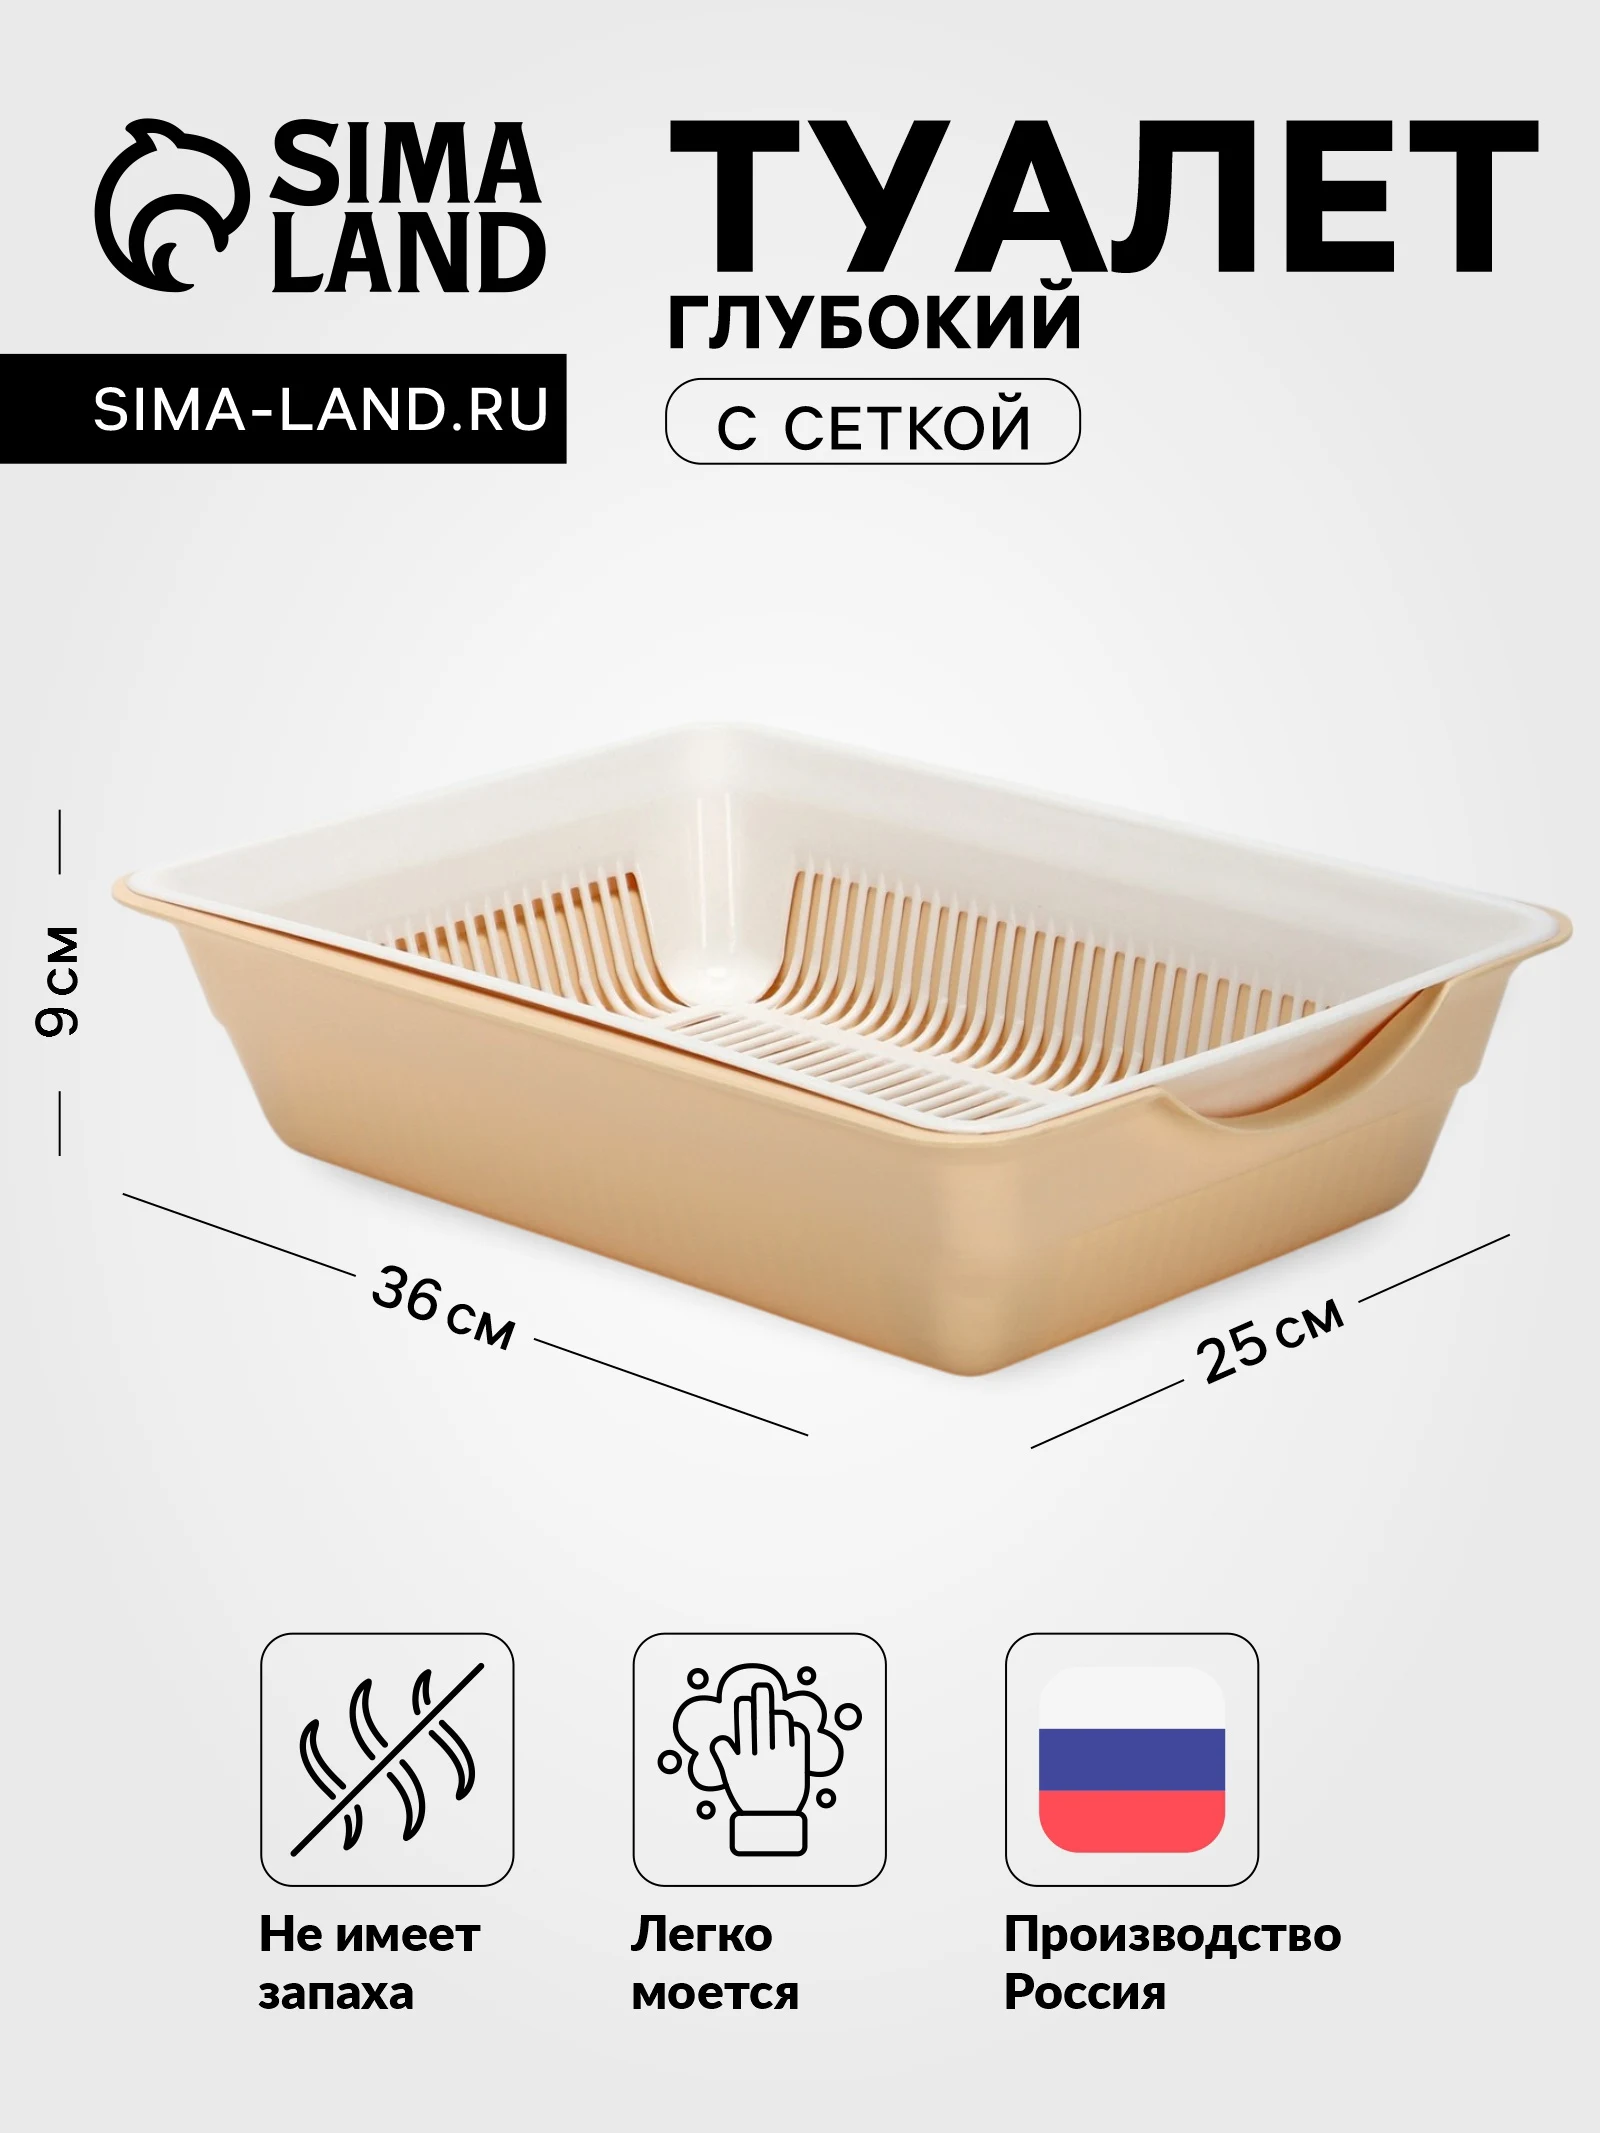 SIMA
LAND
SIMA-LAND.RU
ТУАЛЕТ
ГЛУБОКИЙ
С СЕТКОЙ
9 см
36 см
25 см
Не имеет
запаха
Легко
моется
Производство
Россия